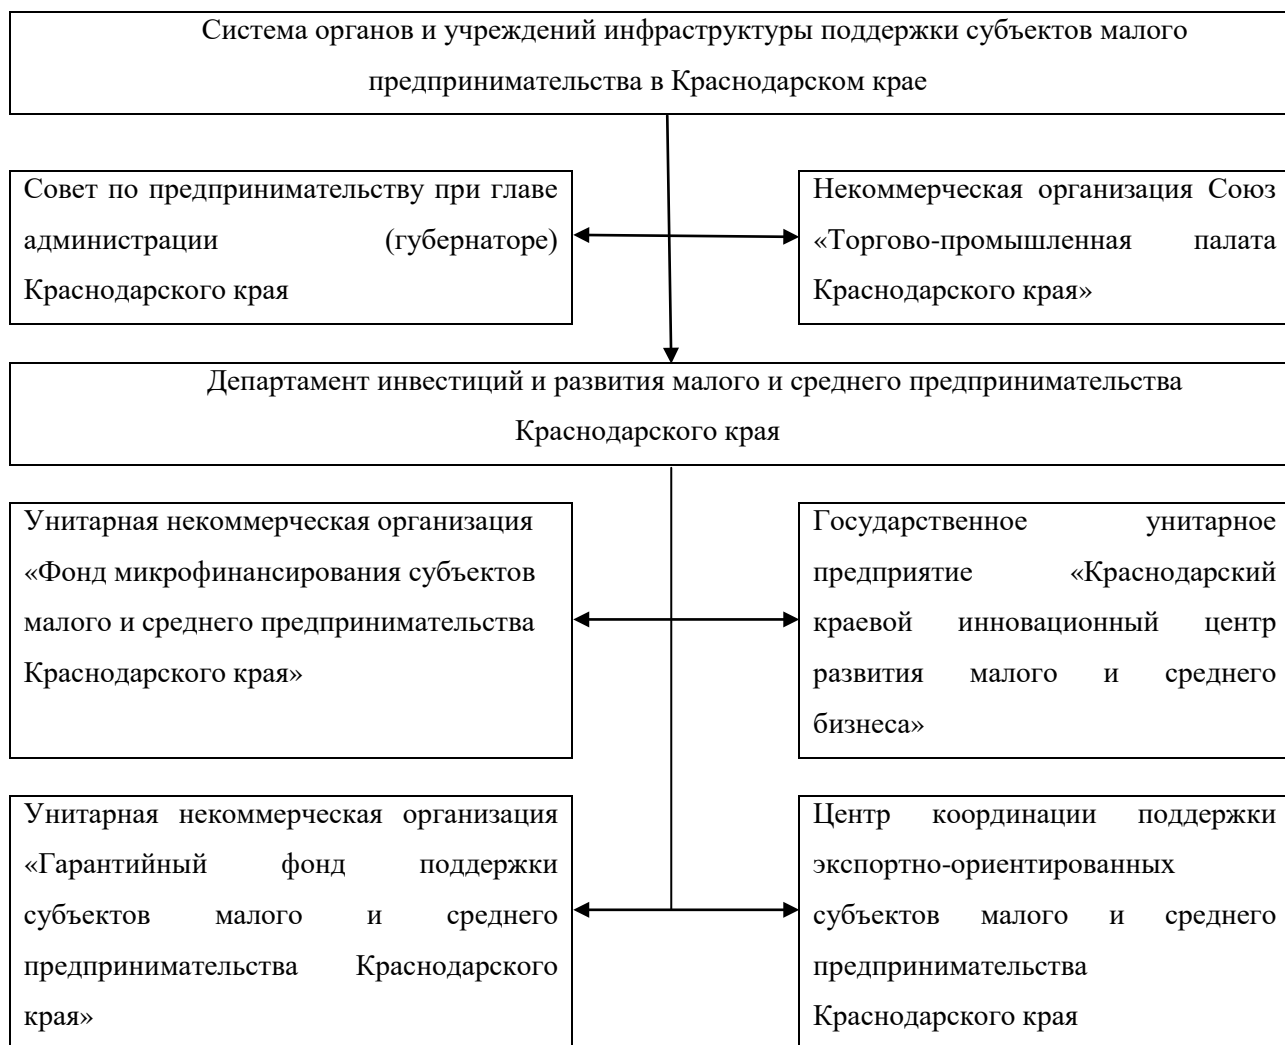 Система органов и учреждений инфраструктуры поддержки субъектов малого
предпринимательства в Краснодарском крае
Совет по предпринимательству при главе
администрации (губернаторе)
Краснодарского края
Некоммерческая организация Союз
«Торгово-промышленная палата
Краснодарского края»
Департамент инвестиций и развития малого и среднего предпринимательства
Краснодарского края
Унитарная некоммерческая организация
«Фонд микрофинансирования субъектов
малого и среднего предпринимательства
Краснодарского края»
Государственное унитарное
предприятие «Краснодарский
краевой инновационный центр
развития малого и среднего
бизнеса»
Унитарная некоммерческая организация
«Гарантийный фонд поддержки
субъектов малого и среднего
предпринимательства Краснодарского
края»
Центр координации поддержки
экспортно-ориентированных
субъектов малого и среднего
предпринимательства
Краснодарского края